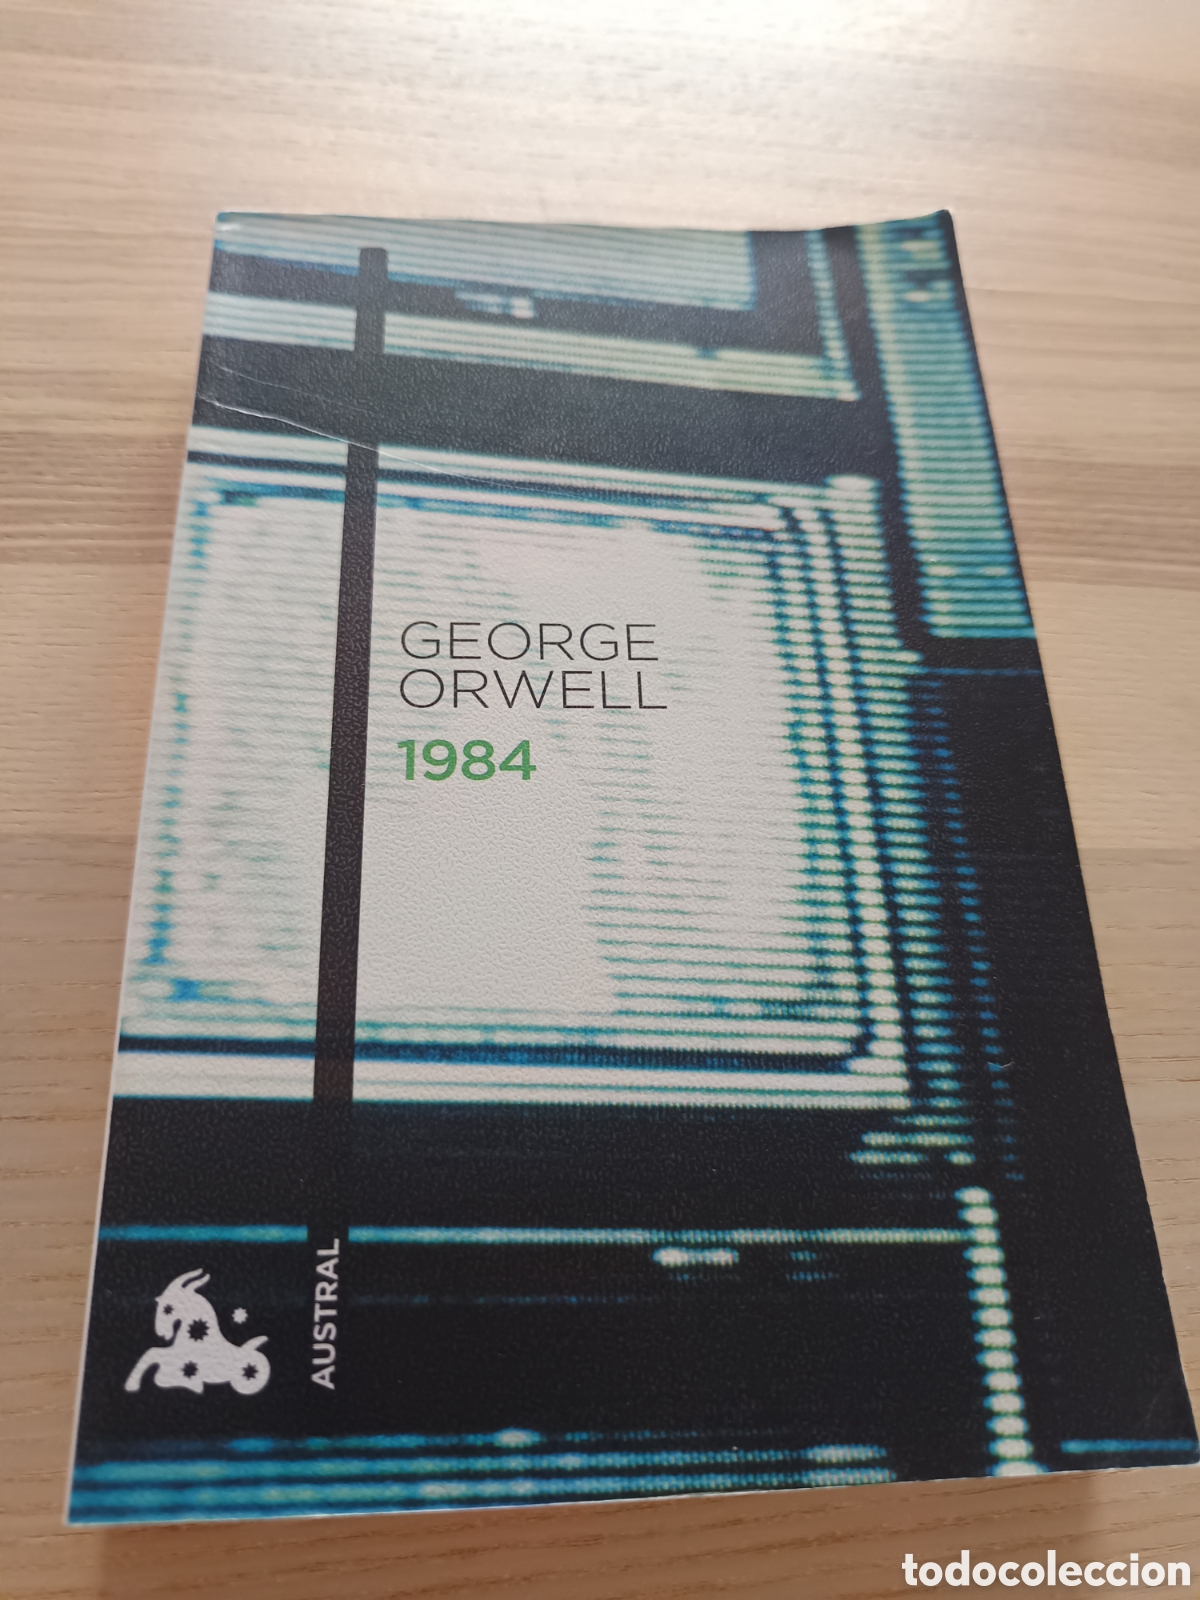 GEORGE
ORWELL
1984
AUSTRAL
todocoleccion